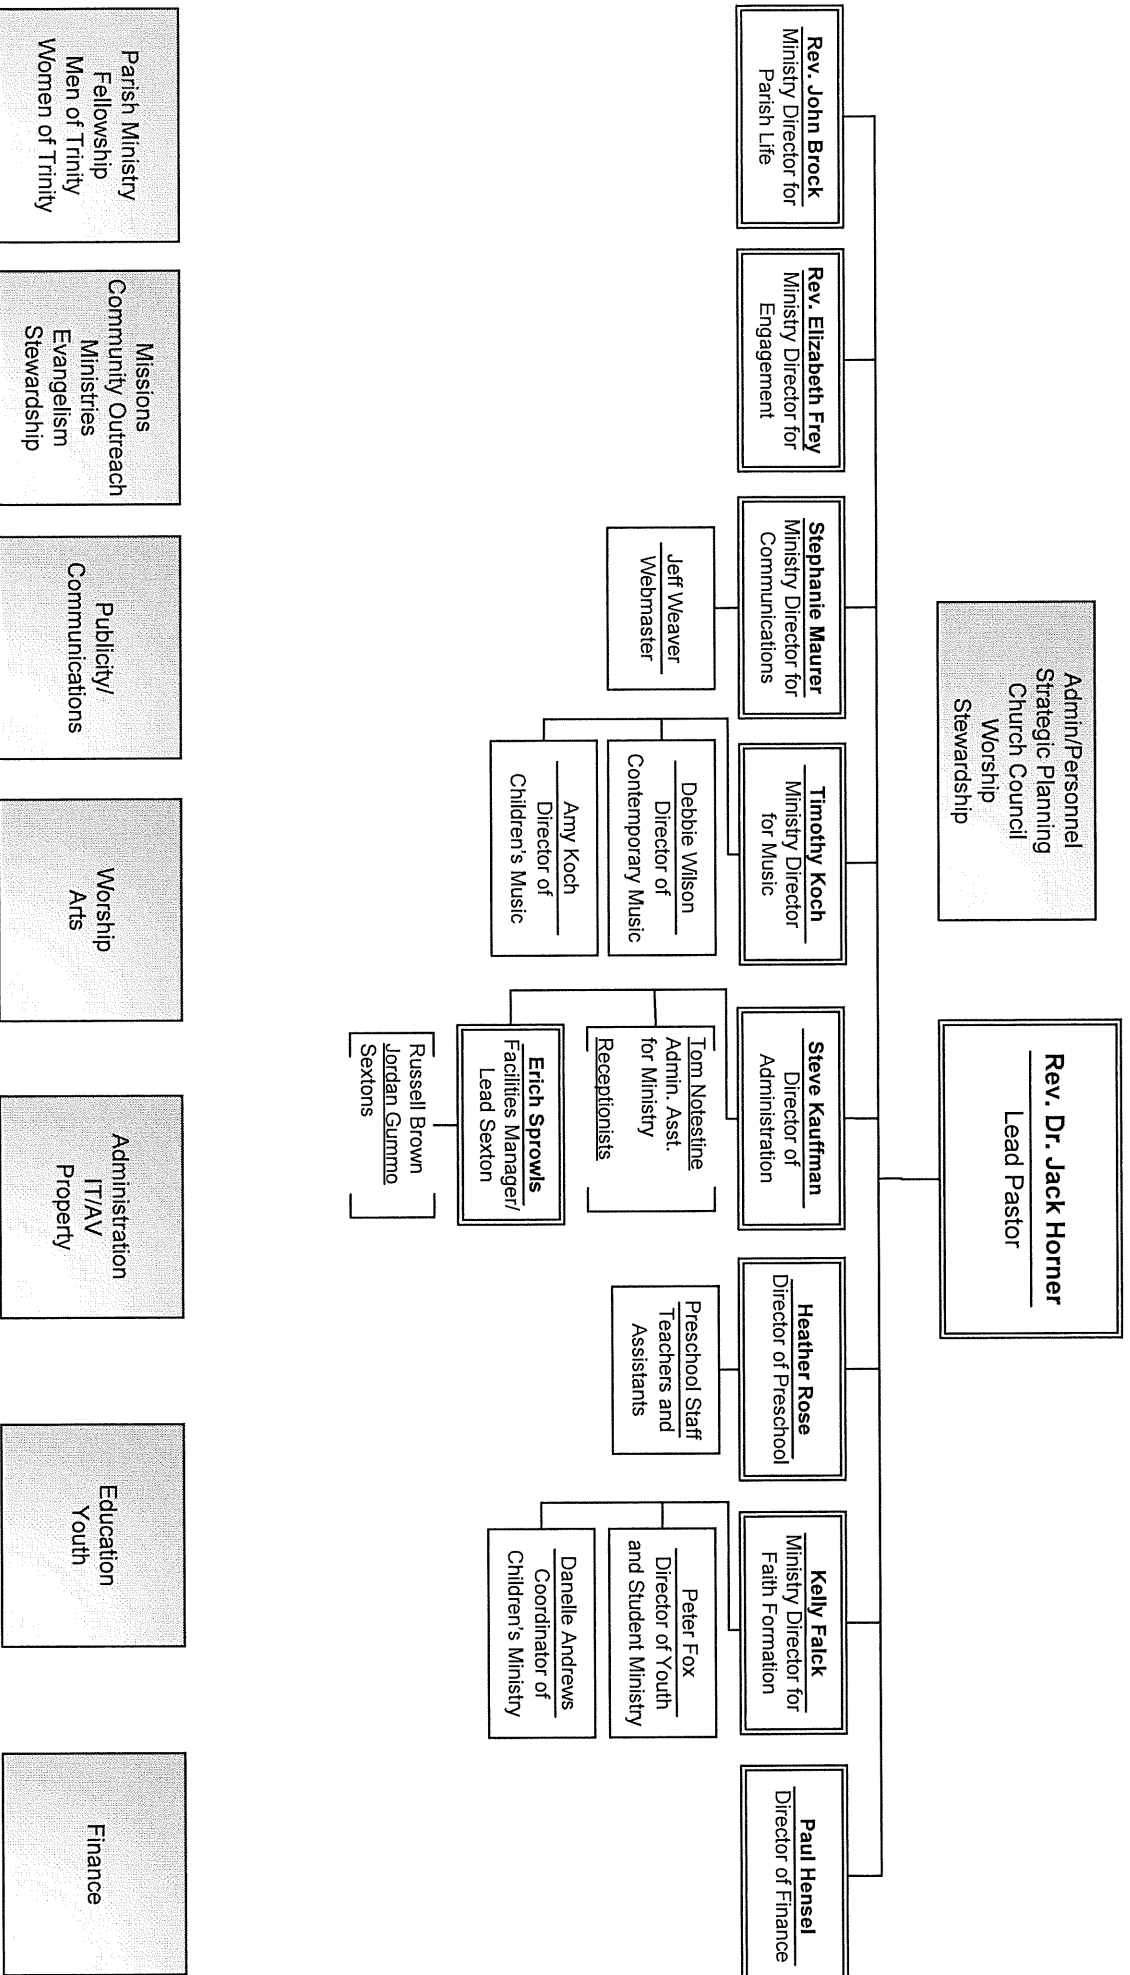 Admin/Personnel
Strategic Planning
Church Council
Worship
Stewardship
Rev. Dr. Jack Horner
Lead Pastor
Rev. John Brock
Ministry Director for
Parish Life
Rev. Elizabeth Frey
Ministry Director for
Engagement
Stephanie Maurer
Ministry Director for
Communications
Timothy Koch
Ministry Director
for Music
Steve Kauffman
Director of
Administration
Heather Rose
Director of Preschool
Kelly Falck
Ministry Director for
Faith Formation
Paul Hensel
Director of Finance
Jeff Weaver
Webmaster
Debbie Wilson
Director of
Contemporary Music
Amy Koch
Director of
Children's Music
Tom Notestine
Admin. Asst.
for Ministry
Receptionists
Erich Sprowls
Facilities Manager/
Lead Sexton
Russell Brown
Jordan Gummo
Sextons
Preschool Staff
Teachers and
Assistants
Peter Fox
Director of Youth
and Student Ministry
Danelle Andrews
Coordinator of
Children's Ministry
Parish Ministry
Fellowship
Men of Trinity
Women of Trinity
Missions
Community Outreach
Ministries
Evangelism
Stewardship
Publicity/
Communications
Worship
Arts
Administration
IT/AV
Property
Education
Youth
Finance